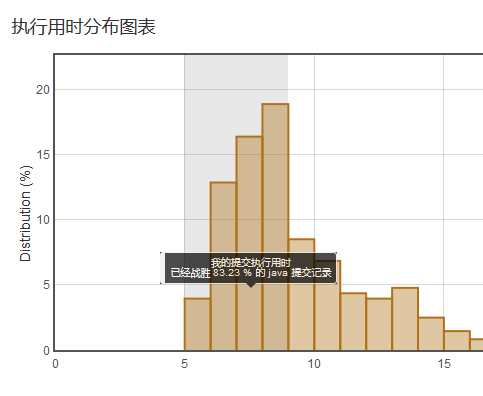 执行用时分布图表
Distribution (%)
20
15
10
5
0
我的提交执行用时
已经战胜 83.23 % 的 java 提交记录
0 5 10 15